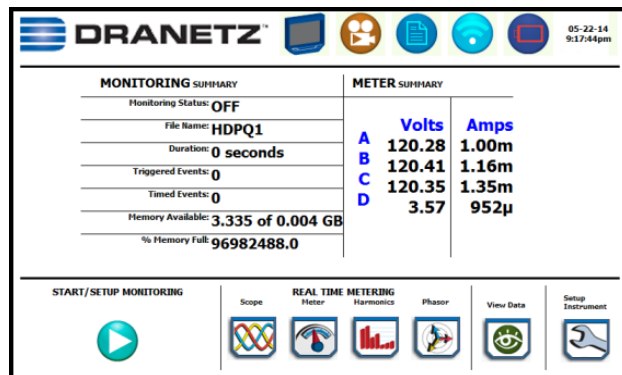 DRANETZ
05-22-14
9:17:44pm
MONITORING SUMMARY
Monitoring Status: OFF
File Name: HDPQ1
Duration: 0 seconds
Triggered Events: 0
Timed Events: 0
Memory Available: 3.335 of 0.004 GB
% Memory Full: 96982488.0
METER SUMMARY
Volts Amps
A 120.28 1.00m
B 120.41 1.16m
C 120.35 1.35m
D 3.57 952µ
START/SETUP MONITORING
REAL TIME METERING
Scope Meter Harmonics Phasor
View Data
Setup
Instrument